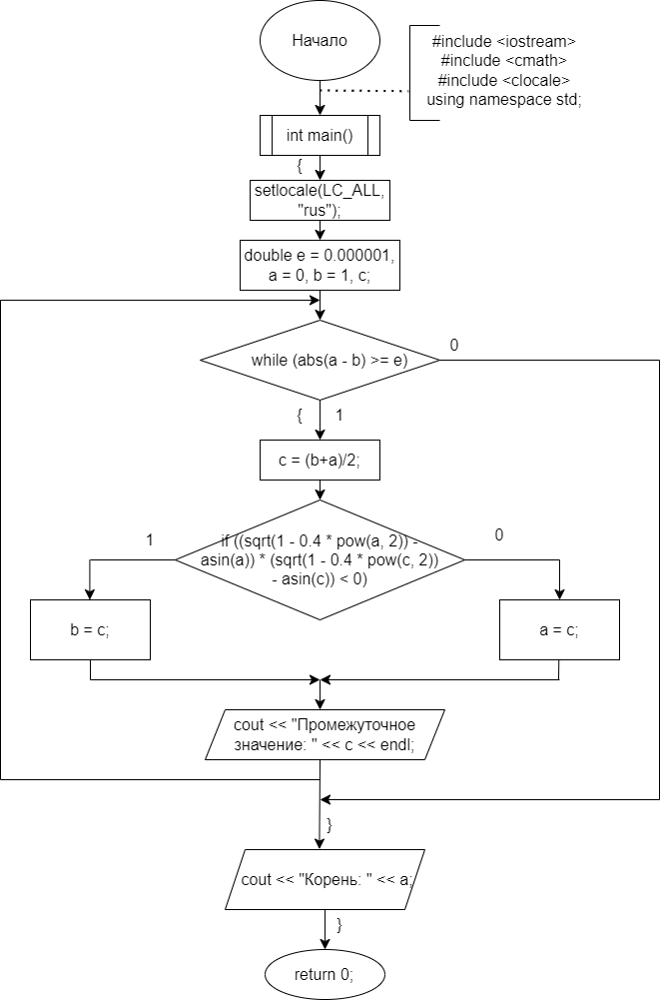 Начало
#include <iostream>
#include <cmath>
#include <clocale>
using namespace std;
int main()
{
setlocale(LC_ALL,
"rus");
double e = 0.000001,
a = 0, b = 1, c;
while (abs(a - b) >= e)
0
{
1
c = (b+a)/2;
if ((sqrt(1 - 0.4 * pow(a, 2)) -
asin(a)) * (sqrt(1 - 0.4 * pow(c, 2))
- asin(c)) < 0)
1
0
b = c;
a = c;
cout << "Промежуточное
значение: " << c << endl;
}
cout << "Корень: " << a;
}
return 0;